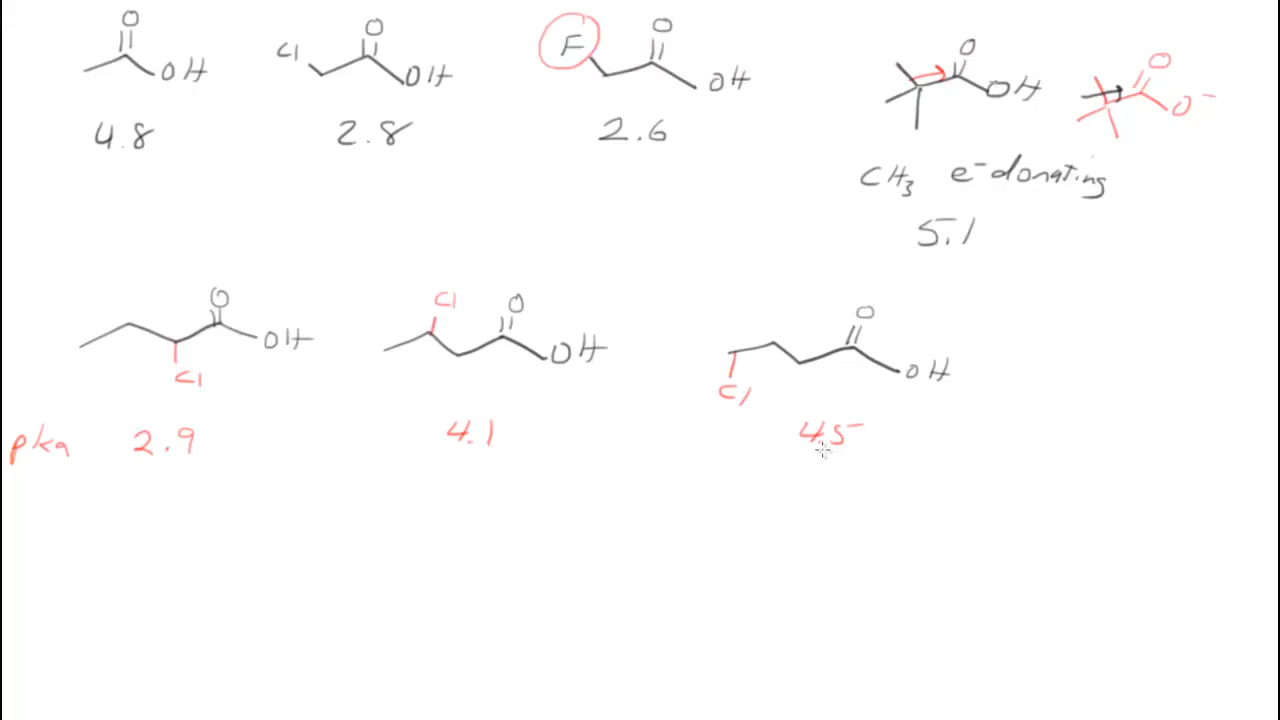 O O O O O
Cl F
OH OH OH OH O⁻
4.8 2.8 2.6
CH₃ e⁻donating
5.1
O Cl O O
OH OH OH
Cl Cl
pka 2.9 4.1 4.5